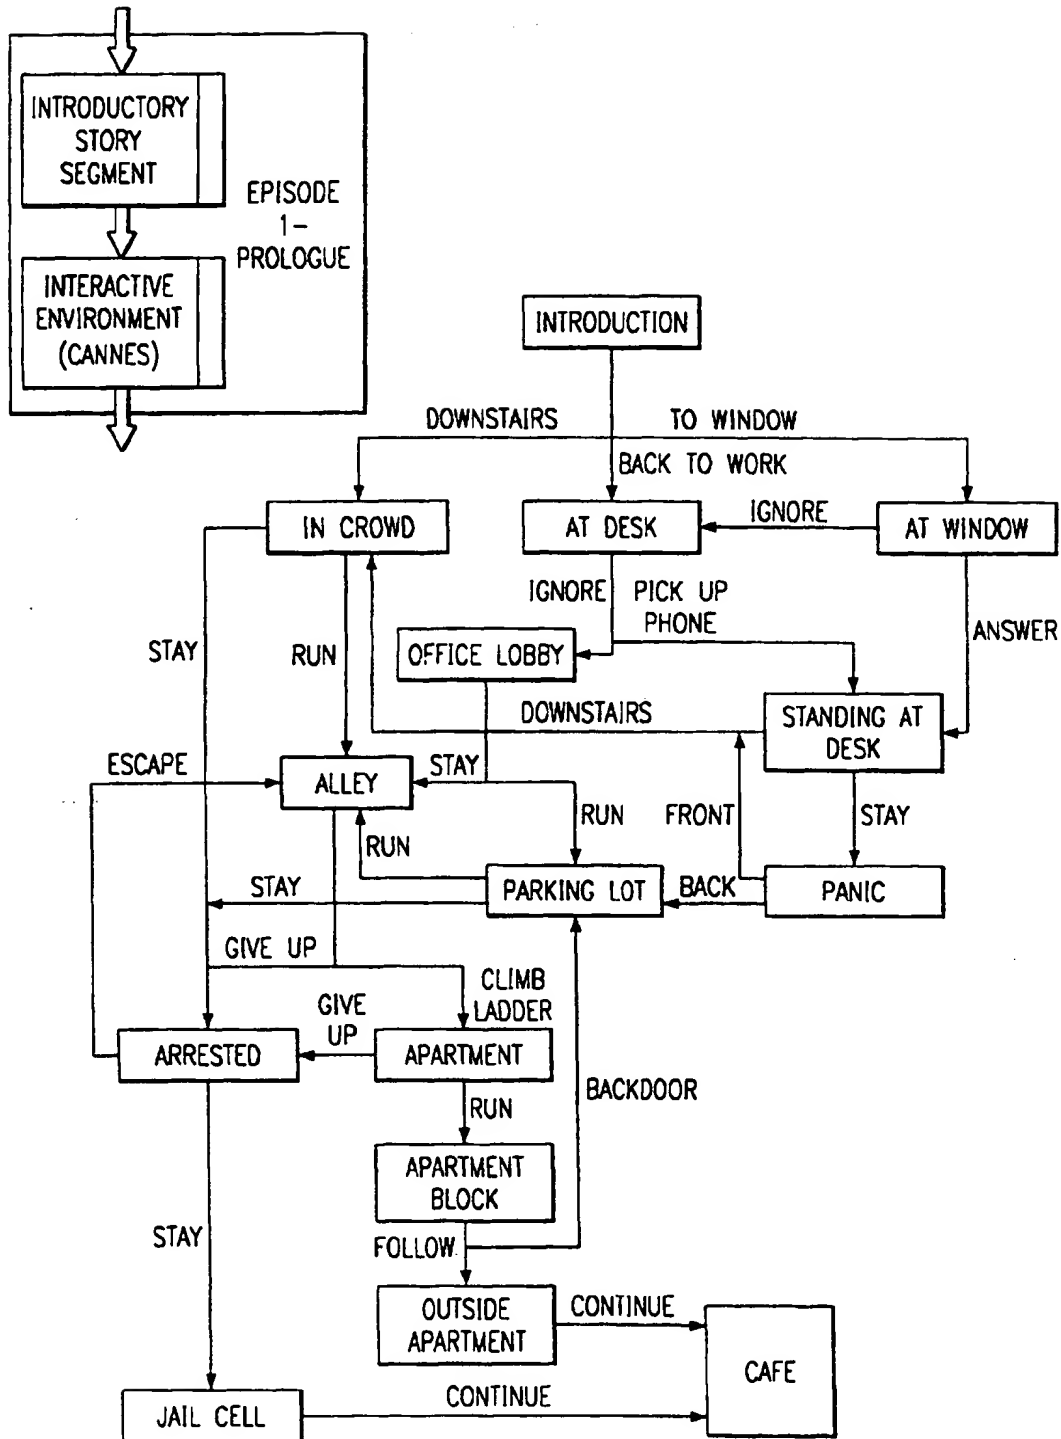 INTRODUCTORY
STORY
SEGMENT
EPISODE
1-
PROLOGUE
INTERACTIVE
ENVIRONMENT
(CANNES)
INTRODUCTION
DOWNSTAIRS
TO WINDOW
BACK TO WORK
IN CROWD
AT DESK
IGNORE
AT WINDOW
IGNORE
PICK UP
PHONE
ANSWER
STAY
RUN
OFFICE LOBBY
DOWNSTAIRS
STANDING AT
DESK
ESCAPE
ALLEY
STAY
RUN
FRONT
STAY
RUN
STAY
PARKING LOT
BACK
PANIC
GIVE UP
CLIMB
LADDER
GIVE
UP
ARRESTED
APARTMENT
BACKDOOR
RUN
APARTMENT
BLOCK
STAY
FOLLOW
OUTSIDE
APARTMENT
CONTINUE
CAFE
JAIL CELL
CONTINUE